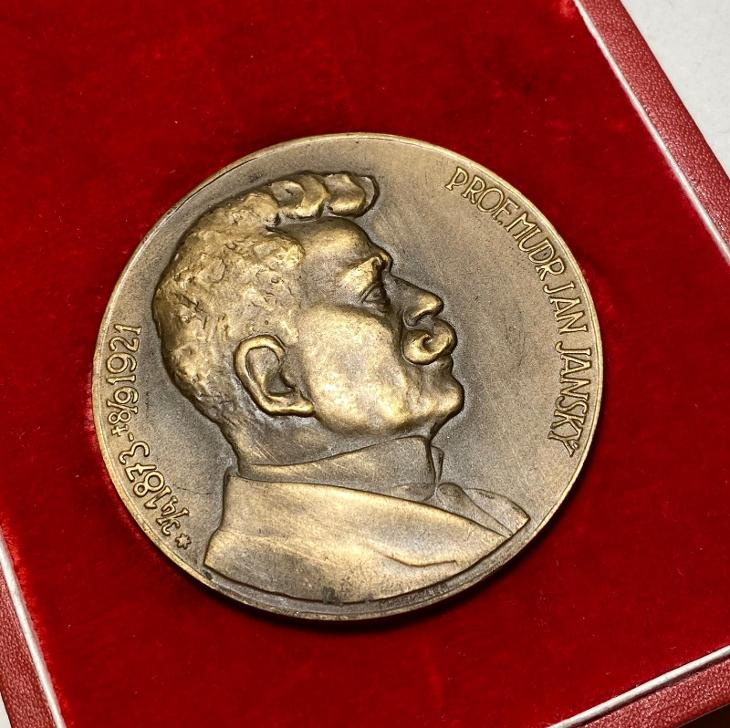 PROF. MUDR JAN JANSKÝ
* 3/4 1873 - + 8/9 1921